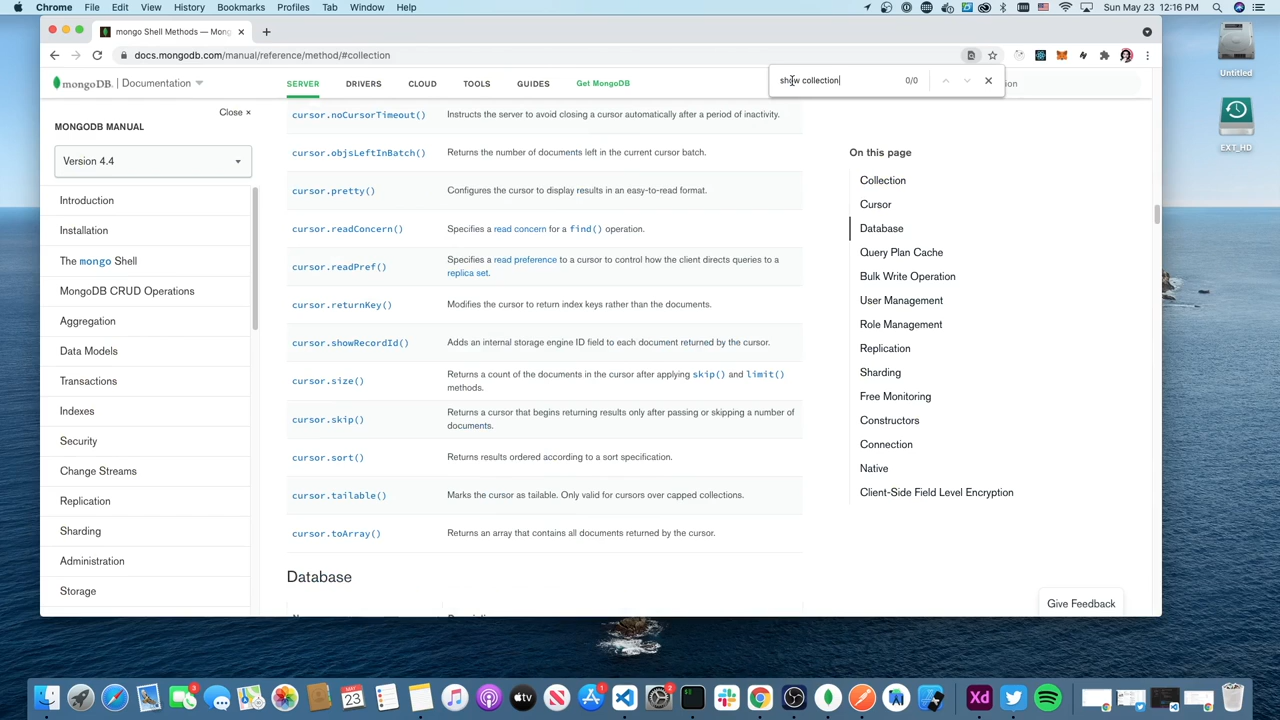 Chrome File Edit View History Bookmarks Profiles Tab Window Help Sun May 23 12:16 PM
mongo Shell Methods — Mong
docs.mongodb.com/manual/reference/method/#collection
show collection 0/0
mongoDB. Documentation SERVER DRIVERS CLOUD TOOLS GUIDES Get MongoDB
Close ×
MONGODB MANUAL
Version 4.4
Introduction
Installation
The mongo Shell
MongoDB CRUD Operations
Aggregation
Data Models
Transactions
Indexes
Security
Change Streams
Replication
Sharding
Administration
Storage
cursor.noCursorTimeout() Instructs the server to avoid closing a cursor automatically after a period of inactivity.
cursor.objsLeftInBatch() Returns the number of documents left in the current cursor batch.
cursor.pretty() Configures the cursor to display results in an easy-to-read format.
cursor.readConcern() Specifies a read concern for a find() operation.
cursor.readPref() Specifies a read preference to a cursor to control how the client directs queries to a
replica set.
cursor.returnKey() Modifies the cursor to return index keys rather than the documents.
cursor.showRecordId() Adds an internal storage engine ID field to each document returned by the cursor.
cursor.size() Returns a count of the documents in the cursor after applying skip() and limit()
methods.
cursor.skip() Returns a cursor that begins returning results only after passing or skipping a number of
documents.
cursor.sort() Returns results ordered according to a sort specification.
cursor.tailable() Marks the cursor as tailable. Only valid for cursors over capped collections.
cursor.toArray() Returns an array that contains all documents returned by the cursor.
Database
On this page
Collection
Cursor
Database
Query Plan Cache
Bulk Write Operation
User Management
Role Management
Replication
Sharding
Free Monitoring
Constructors
Connection
Native
Client-Side Field Level Encryption
Give Feedback
Untitled
EXT_HD